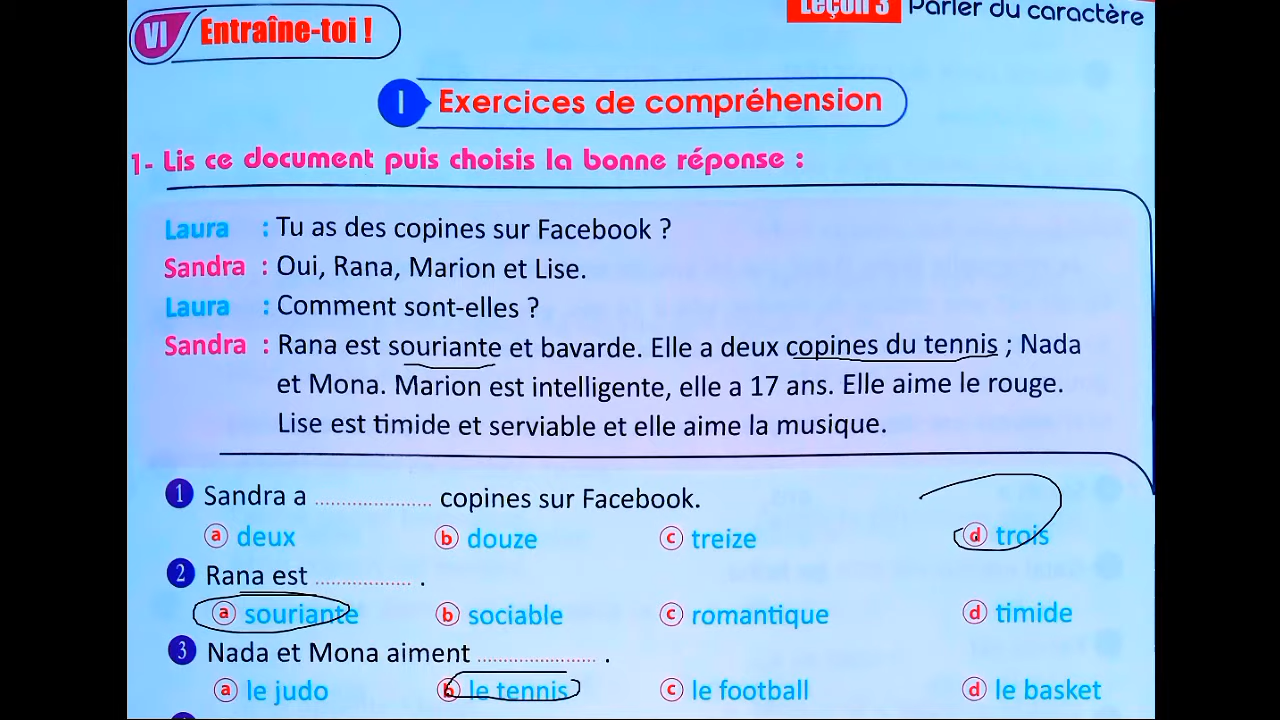 Leçon 3 Parler du caractère
VI Entraîne-toi !
I Exercices de compréhension
1- Lis ce document puis choisis la bonne réponse :
Laura : Tu as des copines sur Facebook ?
Sandra : Oui, Rana, Marion et Lise.
Laura : Comment sont-elles ?
Sandra : Rana est souriante et bavarde. Elle a deux copines du tennis ; Nada
et Mona. Marion est intelligente, elle a 17 ans. Elle aime le rouge.
Lise est timide et serviable et elle aime la musique.
1 Sandra a .................... copines sur Facebook.
a deux b douze c treize d trois
2 Rana est ................ .
a souriante b sociable c romantique d timide
3 Nada et Mona aiment .................... .
a le judo b le tennis c le football d le basket